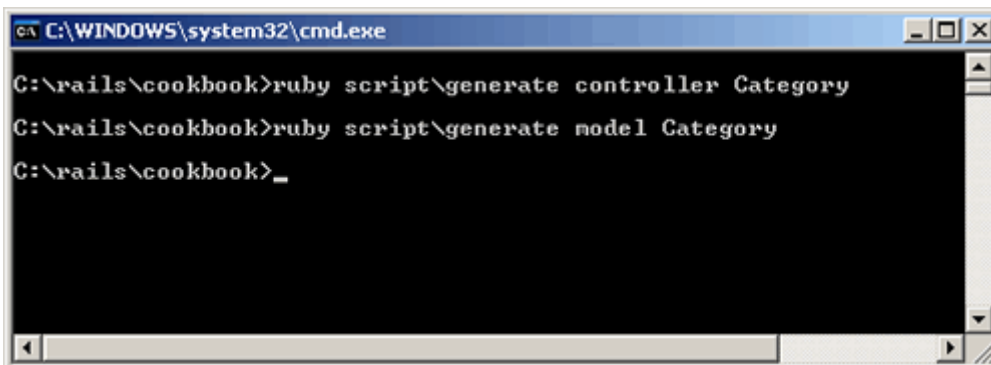 C:\WINDOWS\system32\cmd.exe
C:\rails\cookbook>ruby script\generate controller Category
C:\rails\cookbook>ruby script\generate model Category
C:\rails\cookbook>_